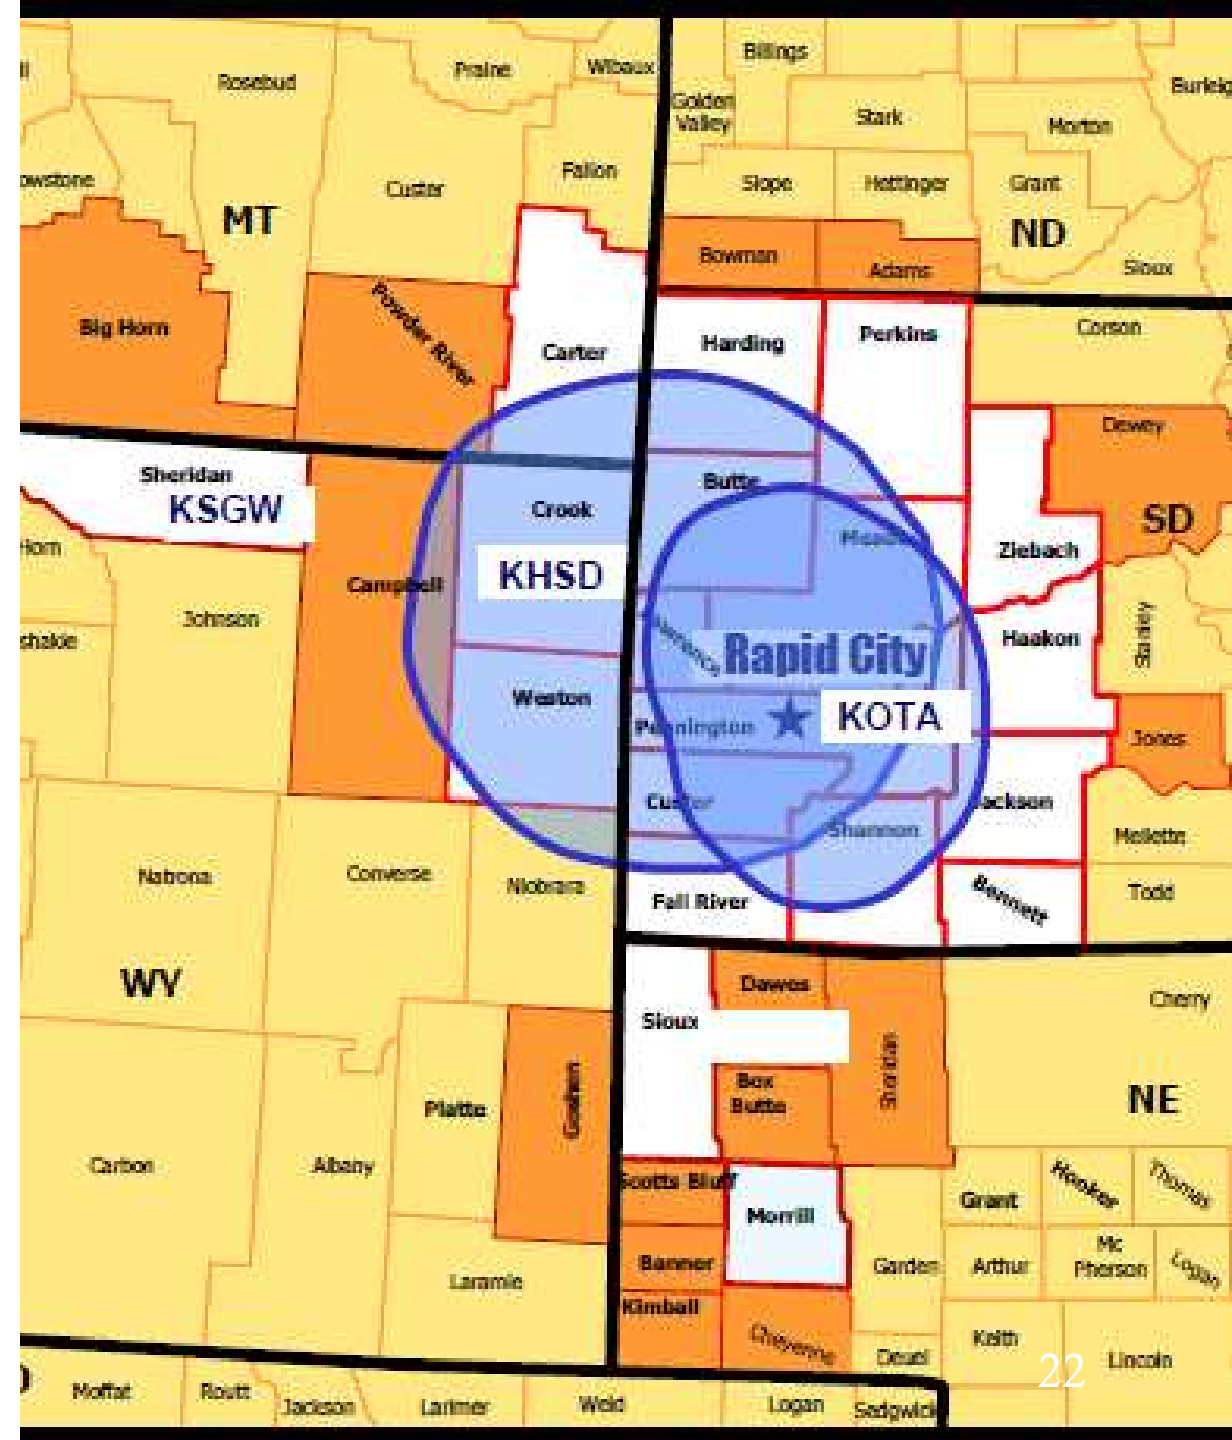 Billings
Rosebud
Prairie
Wibaux
Golden
Valley
Stark
Morton
Burleig
owstone
Custer
Fallon
Slope
Hettinger
Grant
MT
ND
Bowman
Adams
Sioux
Big Horn
Powder River
Carter
Harding
Perkins
Corson
Dewey
Sheridan
KSGW
Crook
Butte
SD
Horn
Ziebach
KHSD
Campbell
Johnson
shakie
Haakon
Stanley
Rapid City
Weston
Pennington
KOTA
Jones
Custer
Shannon
Jackson
Mellette
Natrona
Converse
Niobrara
Fall River
Bennett
Todd
WY
Dawes
Sioux
Cherry
Sheridan
Box
Butte
NE
Platte
Goshen
Carbon
Albany
Scotts Bluff
Morrill
Grant
Hooker
Thomas
Banner
Garden
Arthur
Mc
Pherson
Logan
Laramie
Kimball
Cheyenne
Deuel
Keith
22
Lincoln
Moffat
Routt
Jackson
Larimer
Weld
Logan
Sedgwick